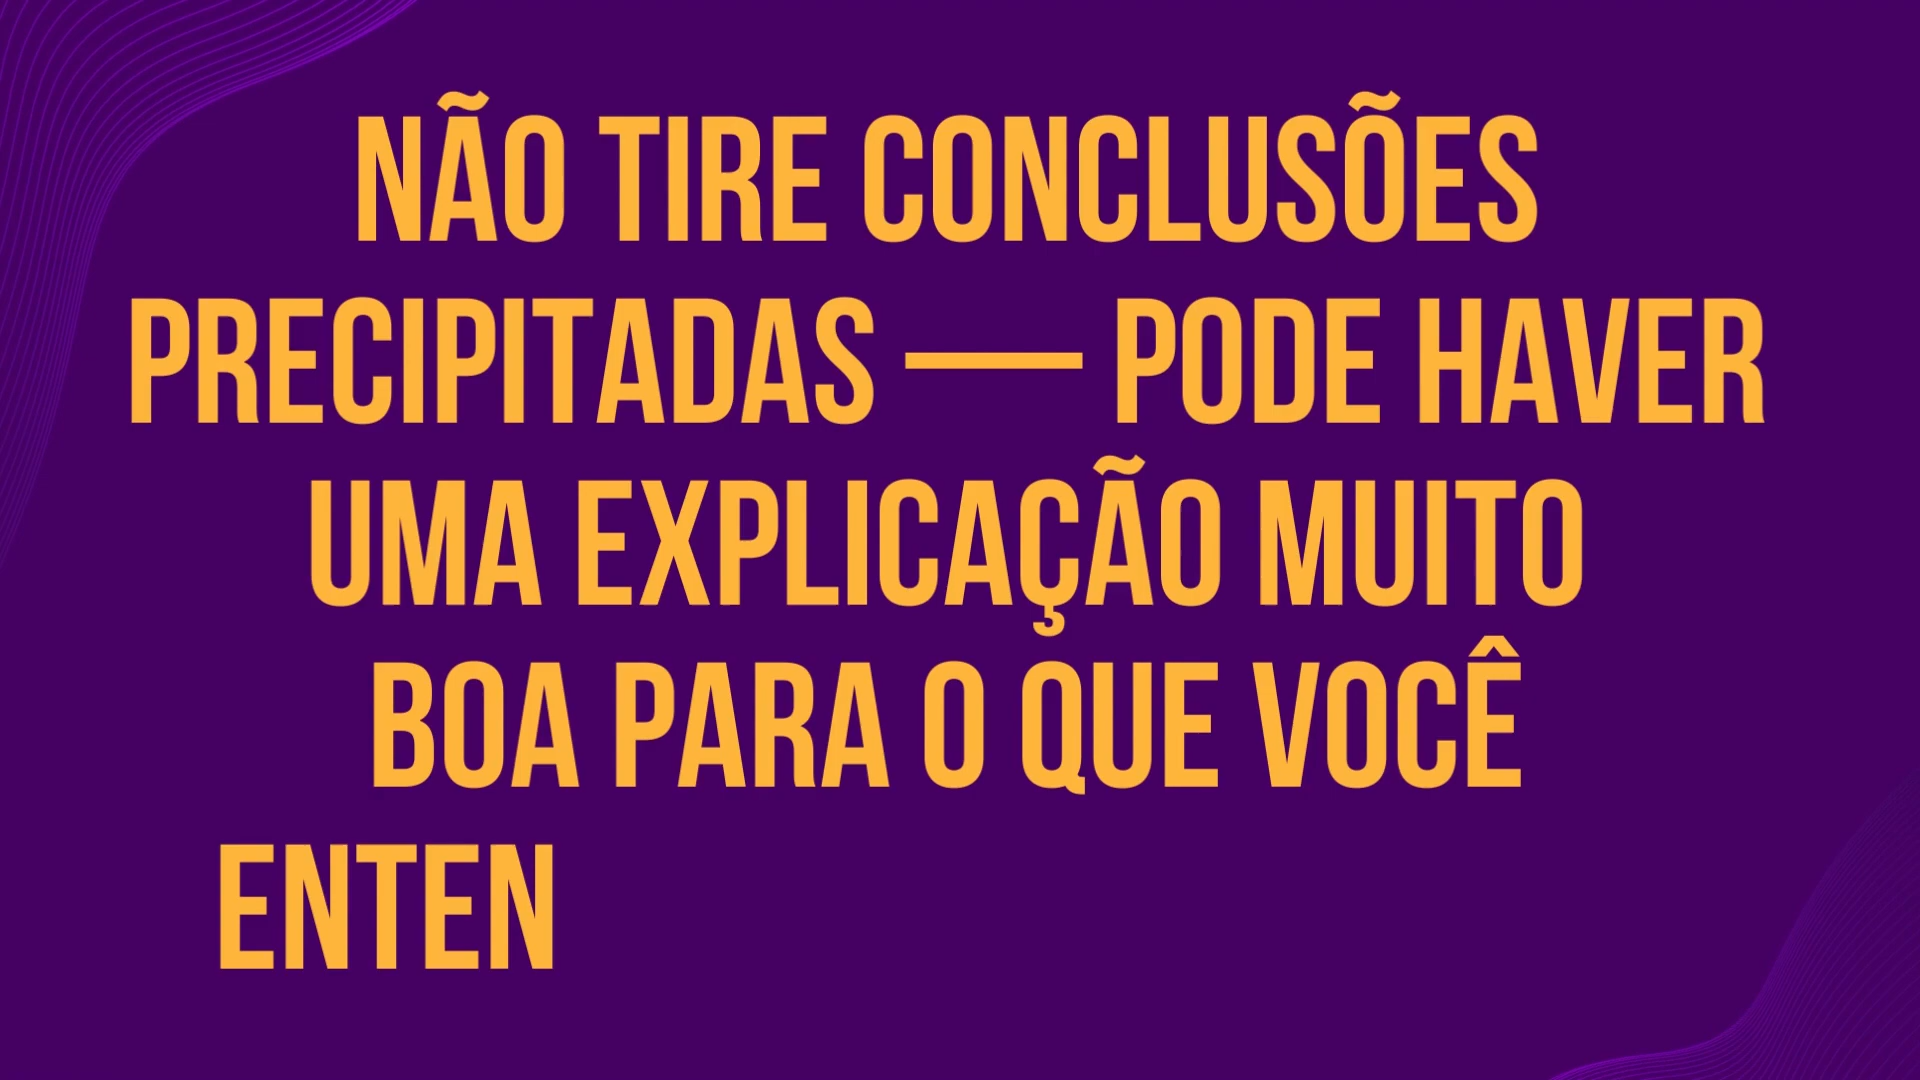 NÃO TIRE CONCLUSÕES
PRECIPITADAS — PODE HAVER
UMA EXPLICAÇÃO MUITO
BOA PARA O QUE VOCÊ
ENTEN